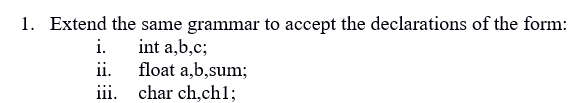 1. Extend the same grammar to accept the declarations of the form:
i. int a,b,c;
ii. float a,b,sum;
iii. char ch,ch1;